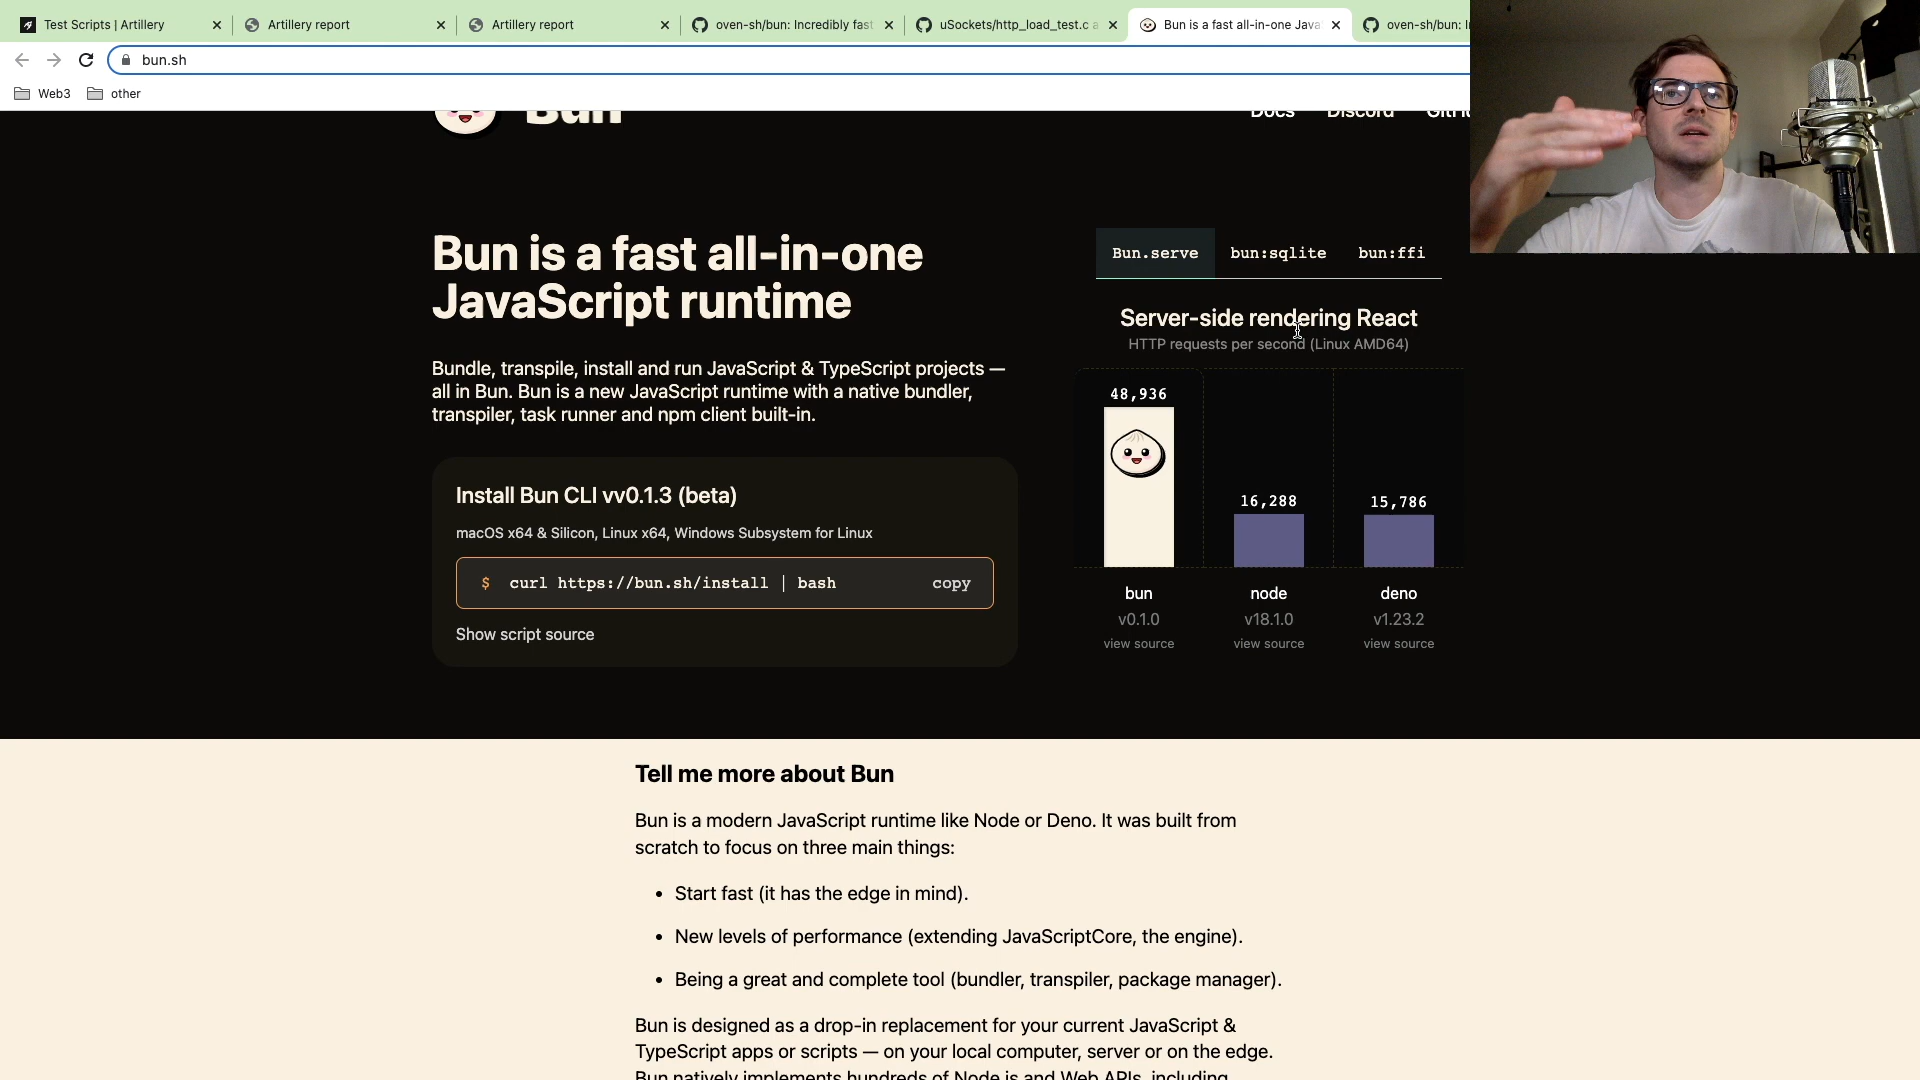 Test Scripts | Artillery
Artillery report
Artillery report
oven-sh/bun: Incredibly fast
uSockets/http_load_test.c a
Bun is a fast all-in-one Java
oven-sh/bun: I
bun.sh
Web3
other
Bun
Docs
Discord
GitHu
Bun is a fast all-in-one
JavaScript runtime
Bundle, transpile, install and run JavaScript & TypeScript projects —
all in Bun. Bun is a new JavaScript runtime with a native bundler,
transpiler, task runner and npm client built-in.
Install Bun CLI vv0.1.3 (beta)
macOS x64 & Silicon, Linux x64, Windows Subsystem for Linux
$ curl https://bun.sh/install | bash copy
Show script source
Bun.serve bun:sqlite bun:ffi
Server-side rendering React
HTTP requests per second (Linux AMD64)
48,936
16,288
15,786
bun node deno
v0.1.0 v18.1.0 v1.23.2
view source view source view source
Tell me more about Bun
Bun is a modern JavaScript runtime like Node or Deno. It was built from
scratch to focus on three main things:
• Start fast (it has the edge in mind).
• New levels of performance (extending JavaScriptCore, the engine).
• Being a great and complete tool (bundler, transpiler, package manager).
Bun is designed as a drop-in replacement for your current JavaScript &
TypeScript apps or scripts — on your local computer, server or on the edge.
Bun natively implements hundreds of Node.js and Web APIs, including